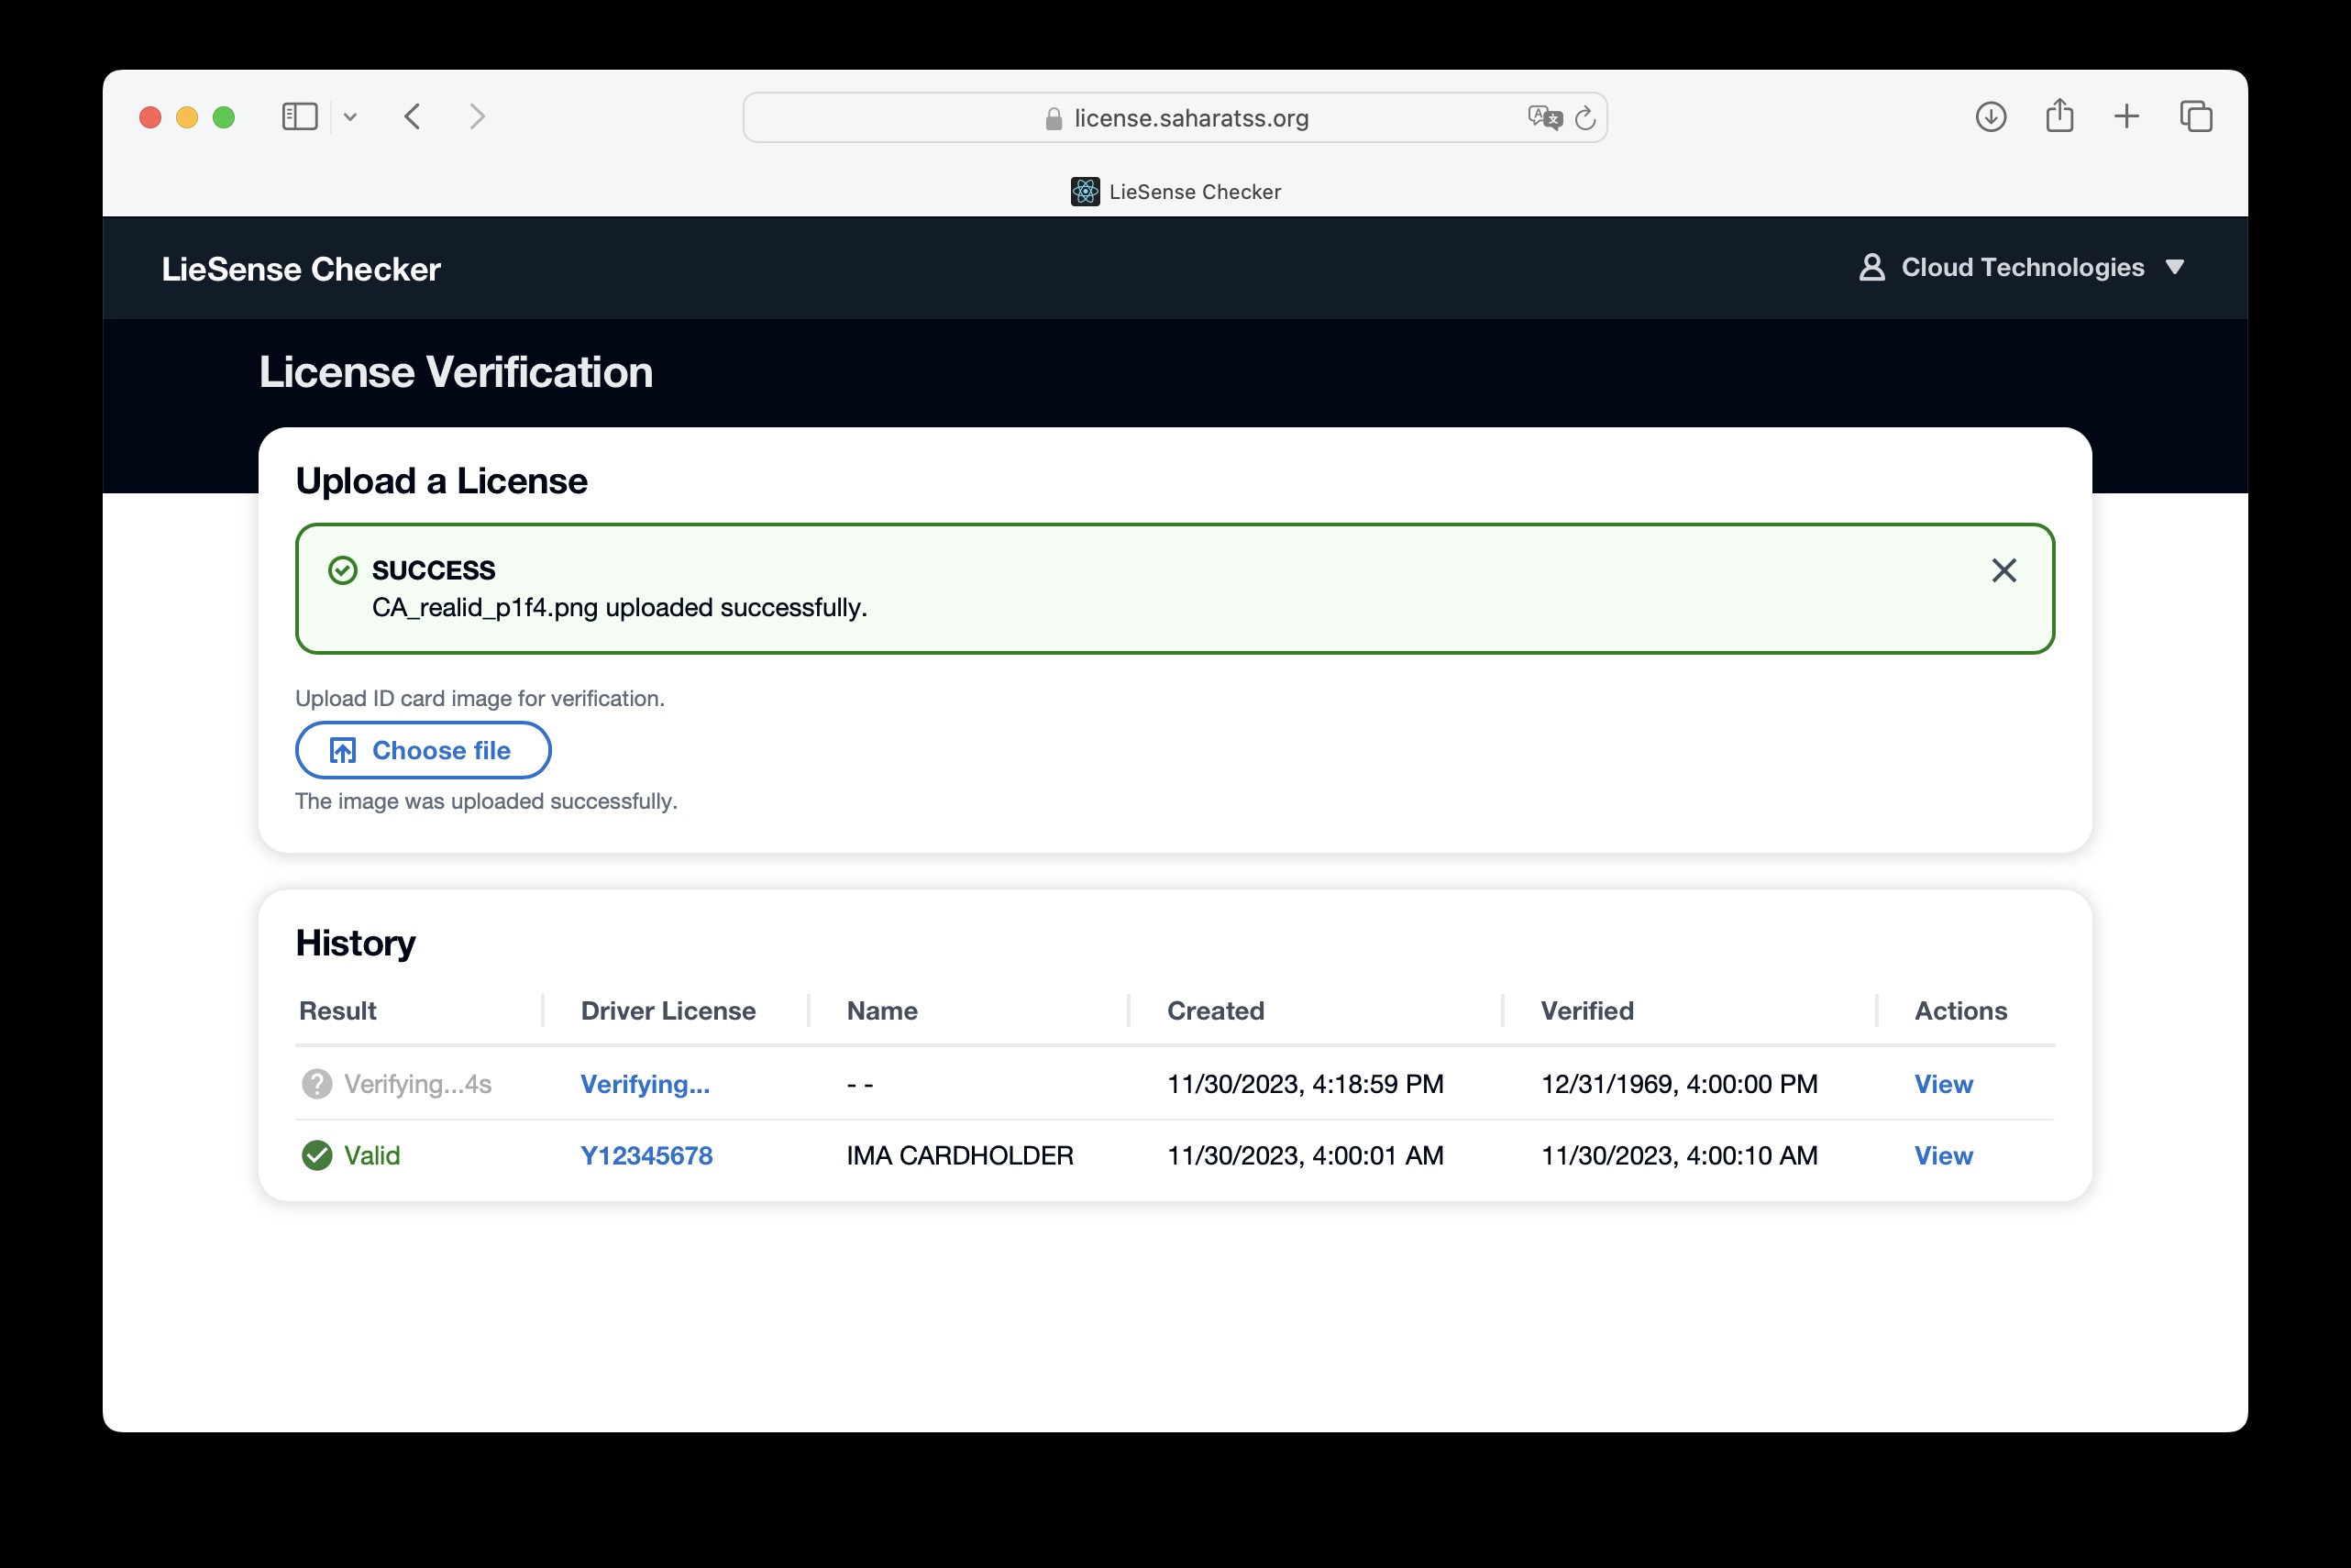 license.saharatss.org
LieSense Checker
LieSense Checker
Cloud Technologies
License Verification
Upload a License
SUCCESS
CA_realid_p1f4.png uploaded successfully.
Upload ID card image for verification.
Choose file
The image was uploaded successfully.
History
Result Driver License Name Created Verified Actions
Verifying...4s Verifying... - - 11/30/2023, 4:18:59 PM 12/31/1969, 4:00:00 PM View
Valid Y12345678 IMA CARDHOLDER 11/30/2023, 4:00:01 AM 11/30/2023, 4:00:10 AM View